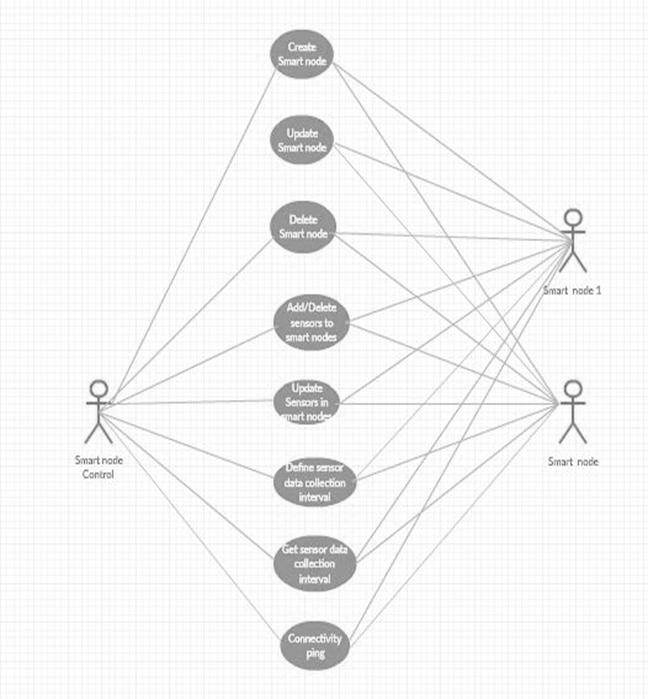 Create
Smart node
Update
Smart node
Delete
Smart node
Add/Delete
sensors to
smart nodes
Update
Sensors in
smart nodes
Define sensor
data collection
interval
Get sensor data
collection
interval
Connectivity
ping
Smart node
Control
Smart node 1
Smart node